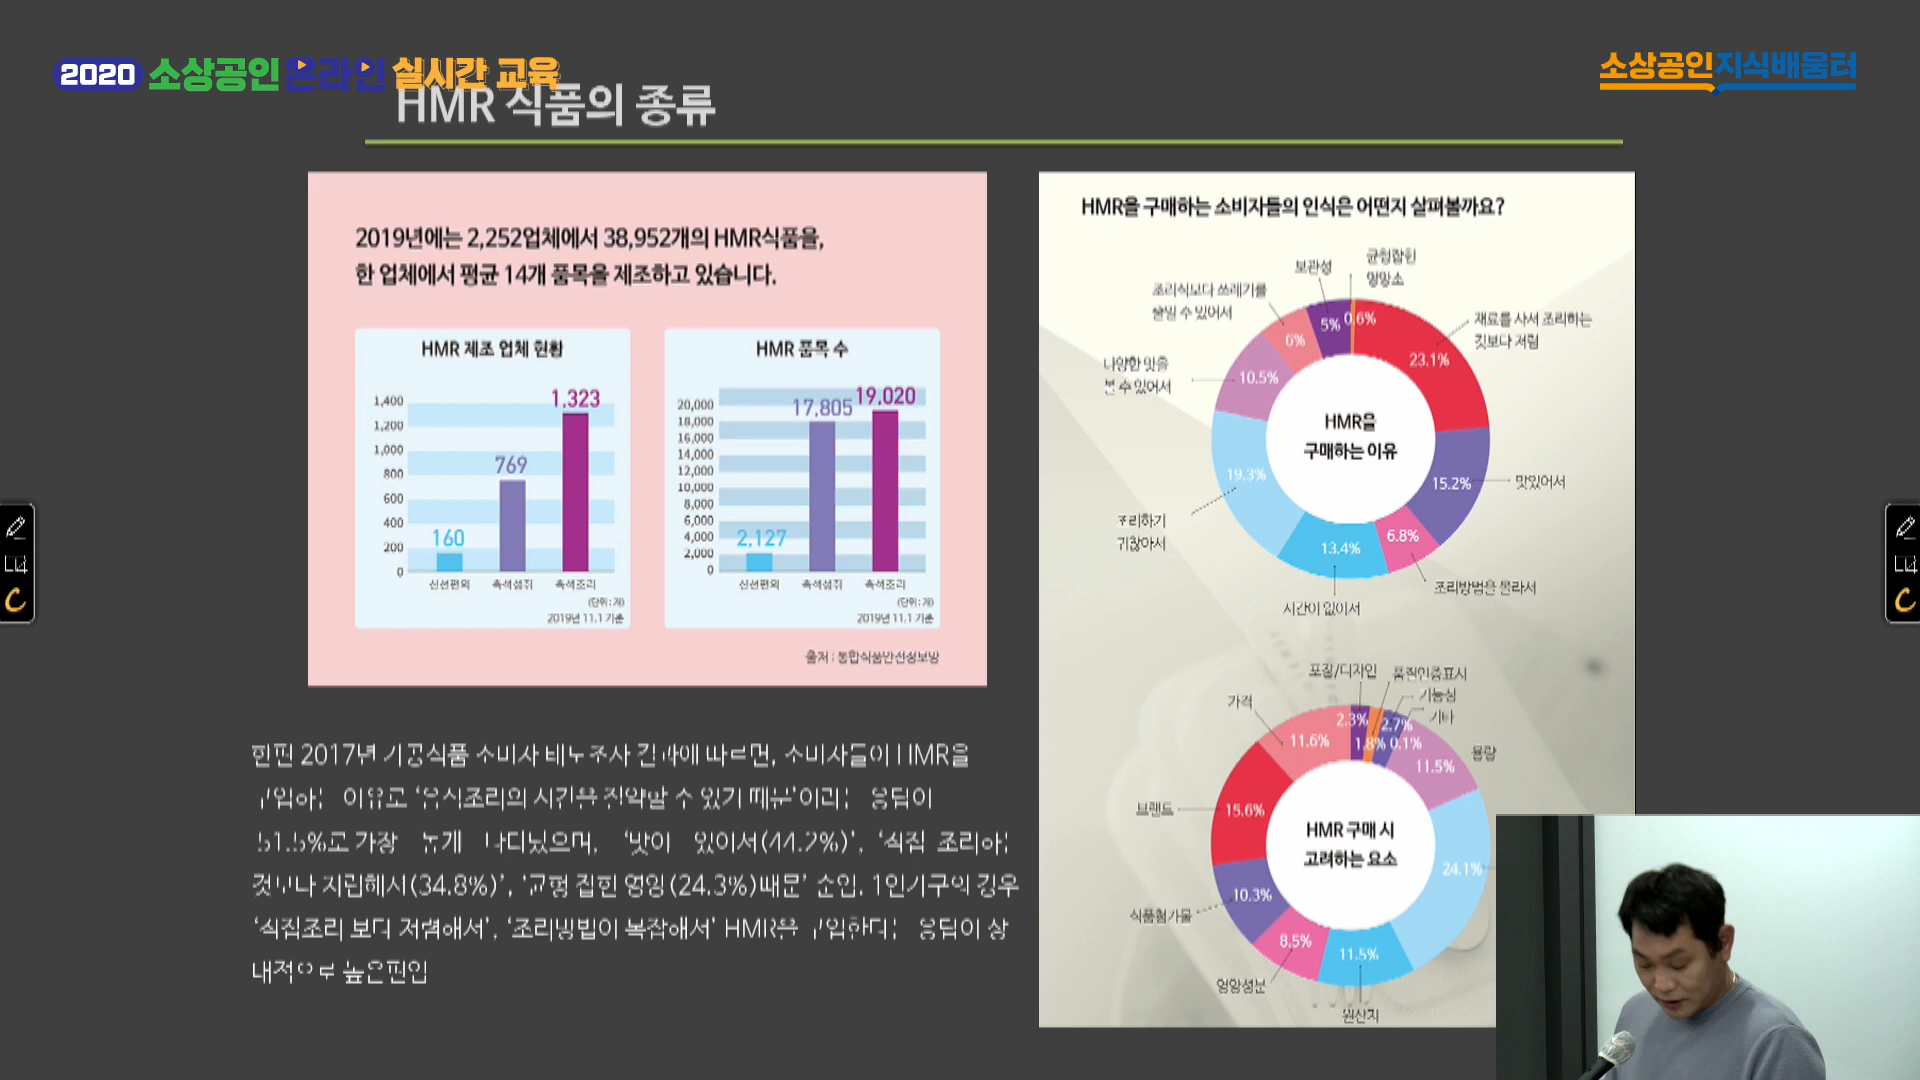 2020 소상공인 온라인 실시간 교육
소상공인지식배움터
HMR 식품의 종류
2019년에는 2,252업체에서 38,952개의 HMR식품을,
한 업체에서 평균 14개 품목을 제조하고 있습니다.
HMR 제조 업체 현황
1,400
1,200
1,000
800
600
400
200
0
160
769
1,323
신선편의
즉석섭취
즉석조리
(단위:개)
2019년 11.1 기준
HMR 품목 수
20,000
18,000
16,000
14,000
12,000
10,000
8,000
6,000
4,000
2,000
0
2,127
17,805
19,020
신선편의
즉석섭취
즉석조리
(단위:개)
2019년 11.1 기준
출처 : 통합식품안전정보망
HMR을 구매하는 소비자들의 인식은 어떤지 살펴볼까요?
HMR을
구매하는 이유
균형잡힌
영양소
0.6%
재료를 사서 조리하는
것보다 저렴
23.1%
맛있어서
15.2%
조리방법을 몰라서
6.8%
시간이 없어서
13.4%
조리하기
귀찮아서
19.3%
다양한 맛을
볼 수 있어서
10.5%
조리식보다 쓰레기를
줄일 수 있어서
6%
보관성
5%
HMR 구매 시
고려하는 요소
포장/디자인
2.3%
품질인증표시
1.8%
기능성
2.7%
기타
0.1%
용량
11.5%
24.1%
원산지
11.5%
영양성분
8.5%
식품첨가물
10.3%
브랜드
15.6%
가격
11.6%
한편 2017년 가공식품 소비자 태도조사 결과에 따르면, 소비자들이 HMR을
구입하는 이유로 '음식조리의 시간을 절약할 수 있기 때문'이라는 응답이
51.5%로 가장 높게 나타났으며, '맛이 있어서(44.2%)', '직접 조리하는
것보다 저렴해서(34.8%)', '균형 잡힌 영양(24.3%)때문' 순임. 1인가구의 경우
'직접조리 보다 저렴해서', '조리방법이 복잡해서' HMR을 구입한다는 응답이 상
대적으로 높은편임